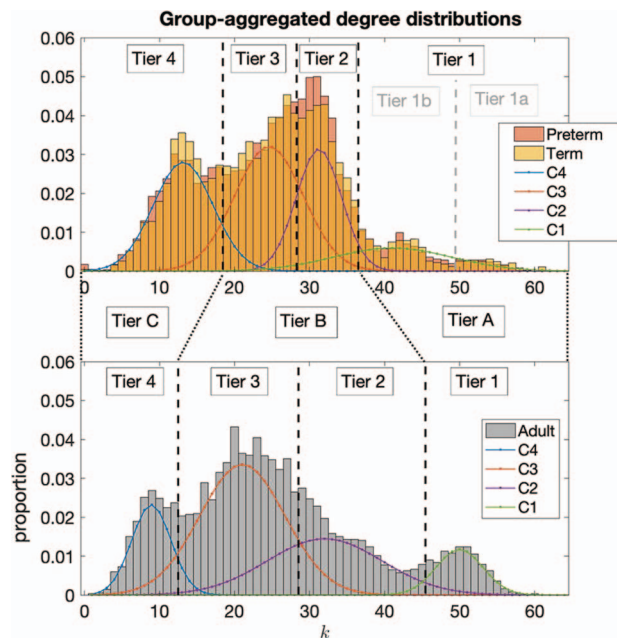 Group-aggregated degree distributions
0.06
0.05
0.04
0.03
0.02
0.01
0
Tier 4
Tier 3
Tier 2
Tier 1
Tier 1b
Tier 1a
Preterm
Term
C4
C3
C2
C1
0 10 20 30 40 50 60
Tier C
Tier B
Tier A
0.06
0.05
0.04
0.03
0.02
0.01
0.00
proportion
Tier 4
Tier 3
Tier 2
Tier 1
Adult
C4
C3
C2
C1
0 10 20 30 40 50 60
k